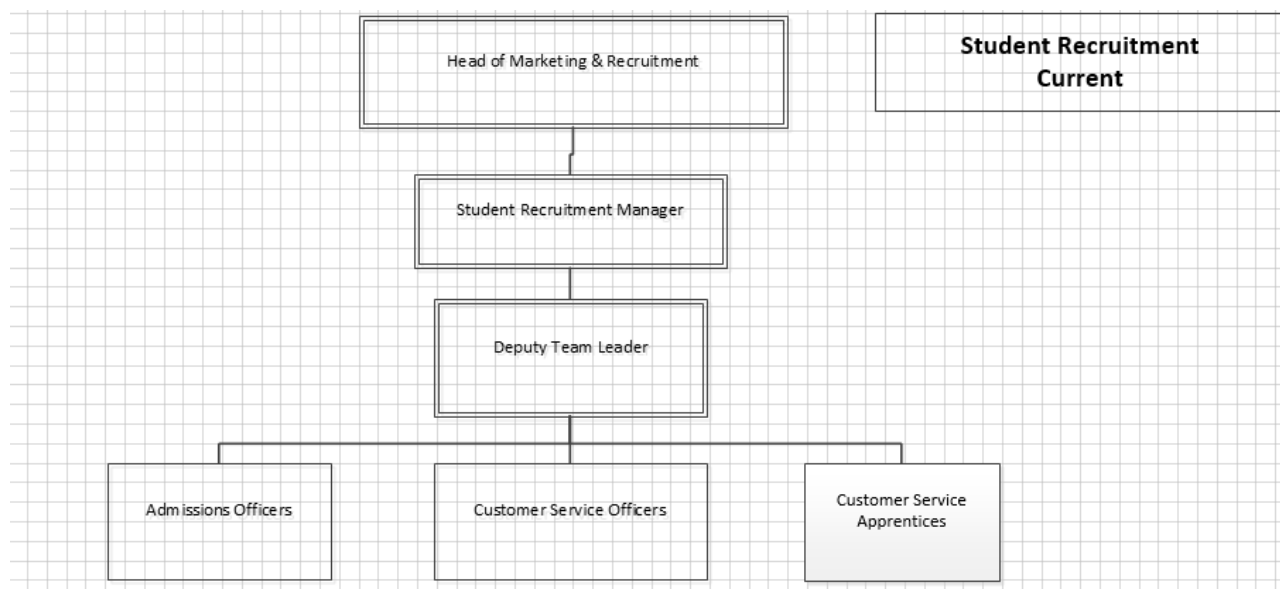 Head of Marketing & Recruitment
Student Recruitment
Current
Student Recruitment Manager
Deputy Team Leader
Admissions Officers
Customer Service Officers
Customer Service
Apprentices